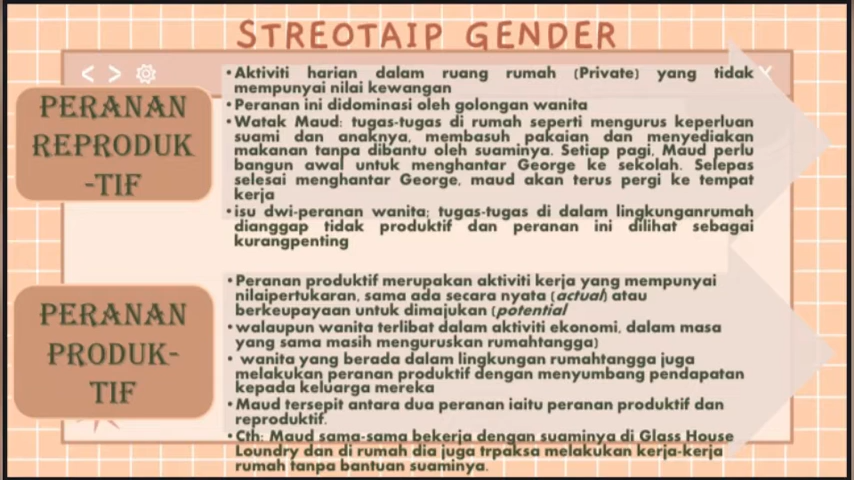 STREOTAIP GENDER
PERANAN
REPRODUK
-TIF
•Aktiviti harian dalam ruang rumah (Private) yang tidak
mempunyai nilai kewangan
•Peranan ini didominasi oleh golongan wanita
•Watak Maud: tugas-tugas di rumah seperti mengurus keperluan
suami dan anaknya, membasuh pakaian dan menyediakan
makanan tanpa dibantu oleh suaminya. Setiap pagi, Maud perlu
bangun awal untuk menghantar George ke sekolah. Selepas
selesai menghantar George, maud akan terus pergi ke tempat
kerja
•isu dwi-peranan wanita; tugas-tugas di dalam lingkunganrumah
dianggap tidak produktif dan peranan ini dilihat sebagai
kurangpenting
PERANAN
PRODUK-
TIF
•Peranan produktif merupakan aktiviti kerja yang mempunyai
nilaipertukaran, sama ada secara nyata (actual) atau
berkeupayaan untuk dimajukan (potential
•walaupun wanita terlibat dalam aktiviti ekonomi, dalam masa
yang sama masih menguruskan rumahtangga)
• wanita yang berada dalam lingkungan rumahtangga juga
melakukan peranan produktif dengan menyumbang pendapatan
kepada keluarga mereka
•Maud tersepit antara dua peranan iaitu peranan produktif dan
reproduktif.
•Cth: Maud sama-sama bekerja dengan suaminya di Glass House
Loundry dan di rumah dia juga trpaksa melakukan kerja-kerja
rumah tanpa bantuan suaminya.